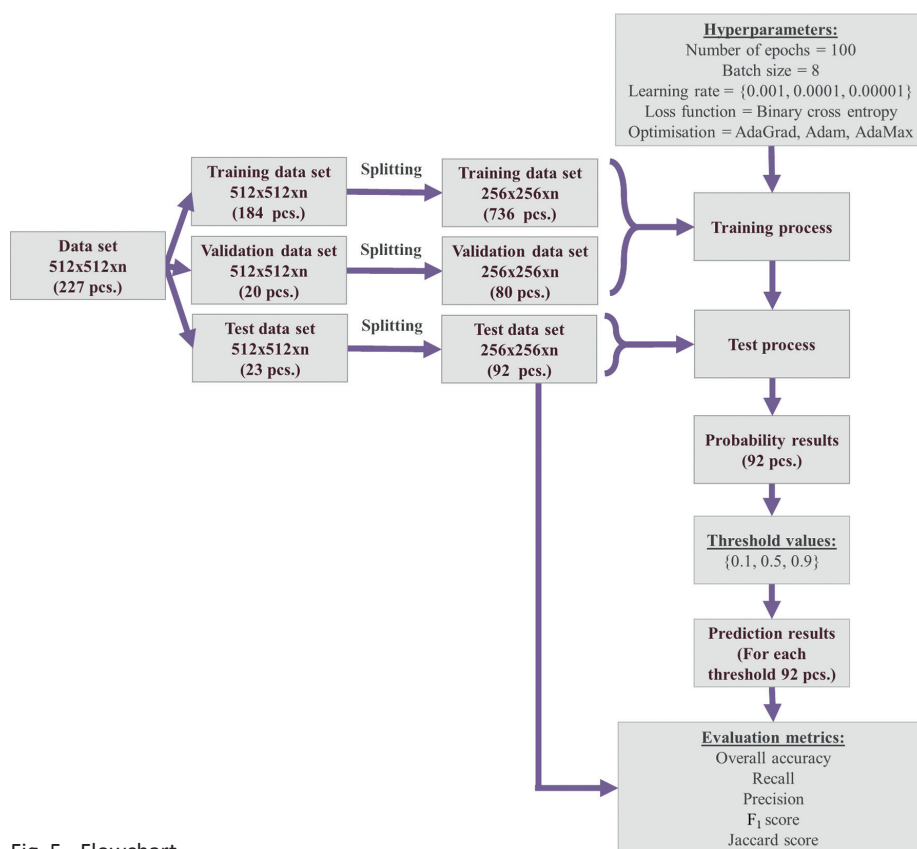 Hyperparameters:
Number of epochs = 100
Batch size = 8
Learning rate = {0.001, 0.0001, 0.00001}
Loss function = Binary cross entropy
Optimisation = AdaGrad, Adam, AdaMax
Data set
512x512xn
(227 pcs.)
Training data set
512x512xn
(184 pcs.)
Splitting
Training data set
256x256xn
(736 pcs.)
Validation data set
512x512xn
(20 pcs.)
Splitting
Validation data set
256x256xn
(80 pcs.)
Test data set
512x512xn
(23 pcs.)
Splitting
Test data set
256x256xn
(92 pcs.)
Training process
Test process
Probability results
(92 pcs.)
Threshold values:
{0.1, 0.5, 0.9}
Prediction results
(For each
threshold 92 pcs.)
Evaluation metrics:
Overall accuracy
Recall
Precision
F₁ score
Jaccard score